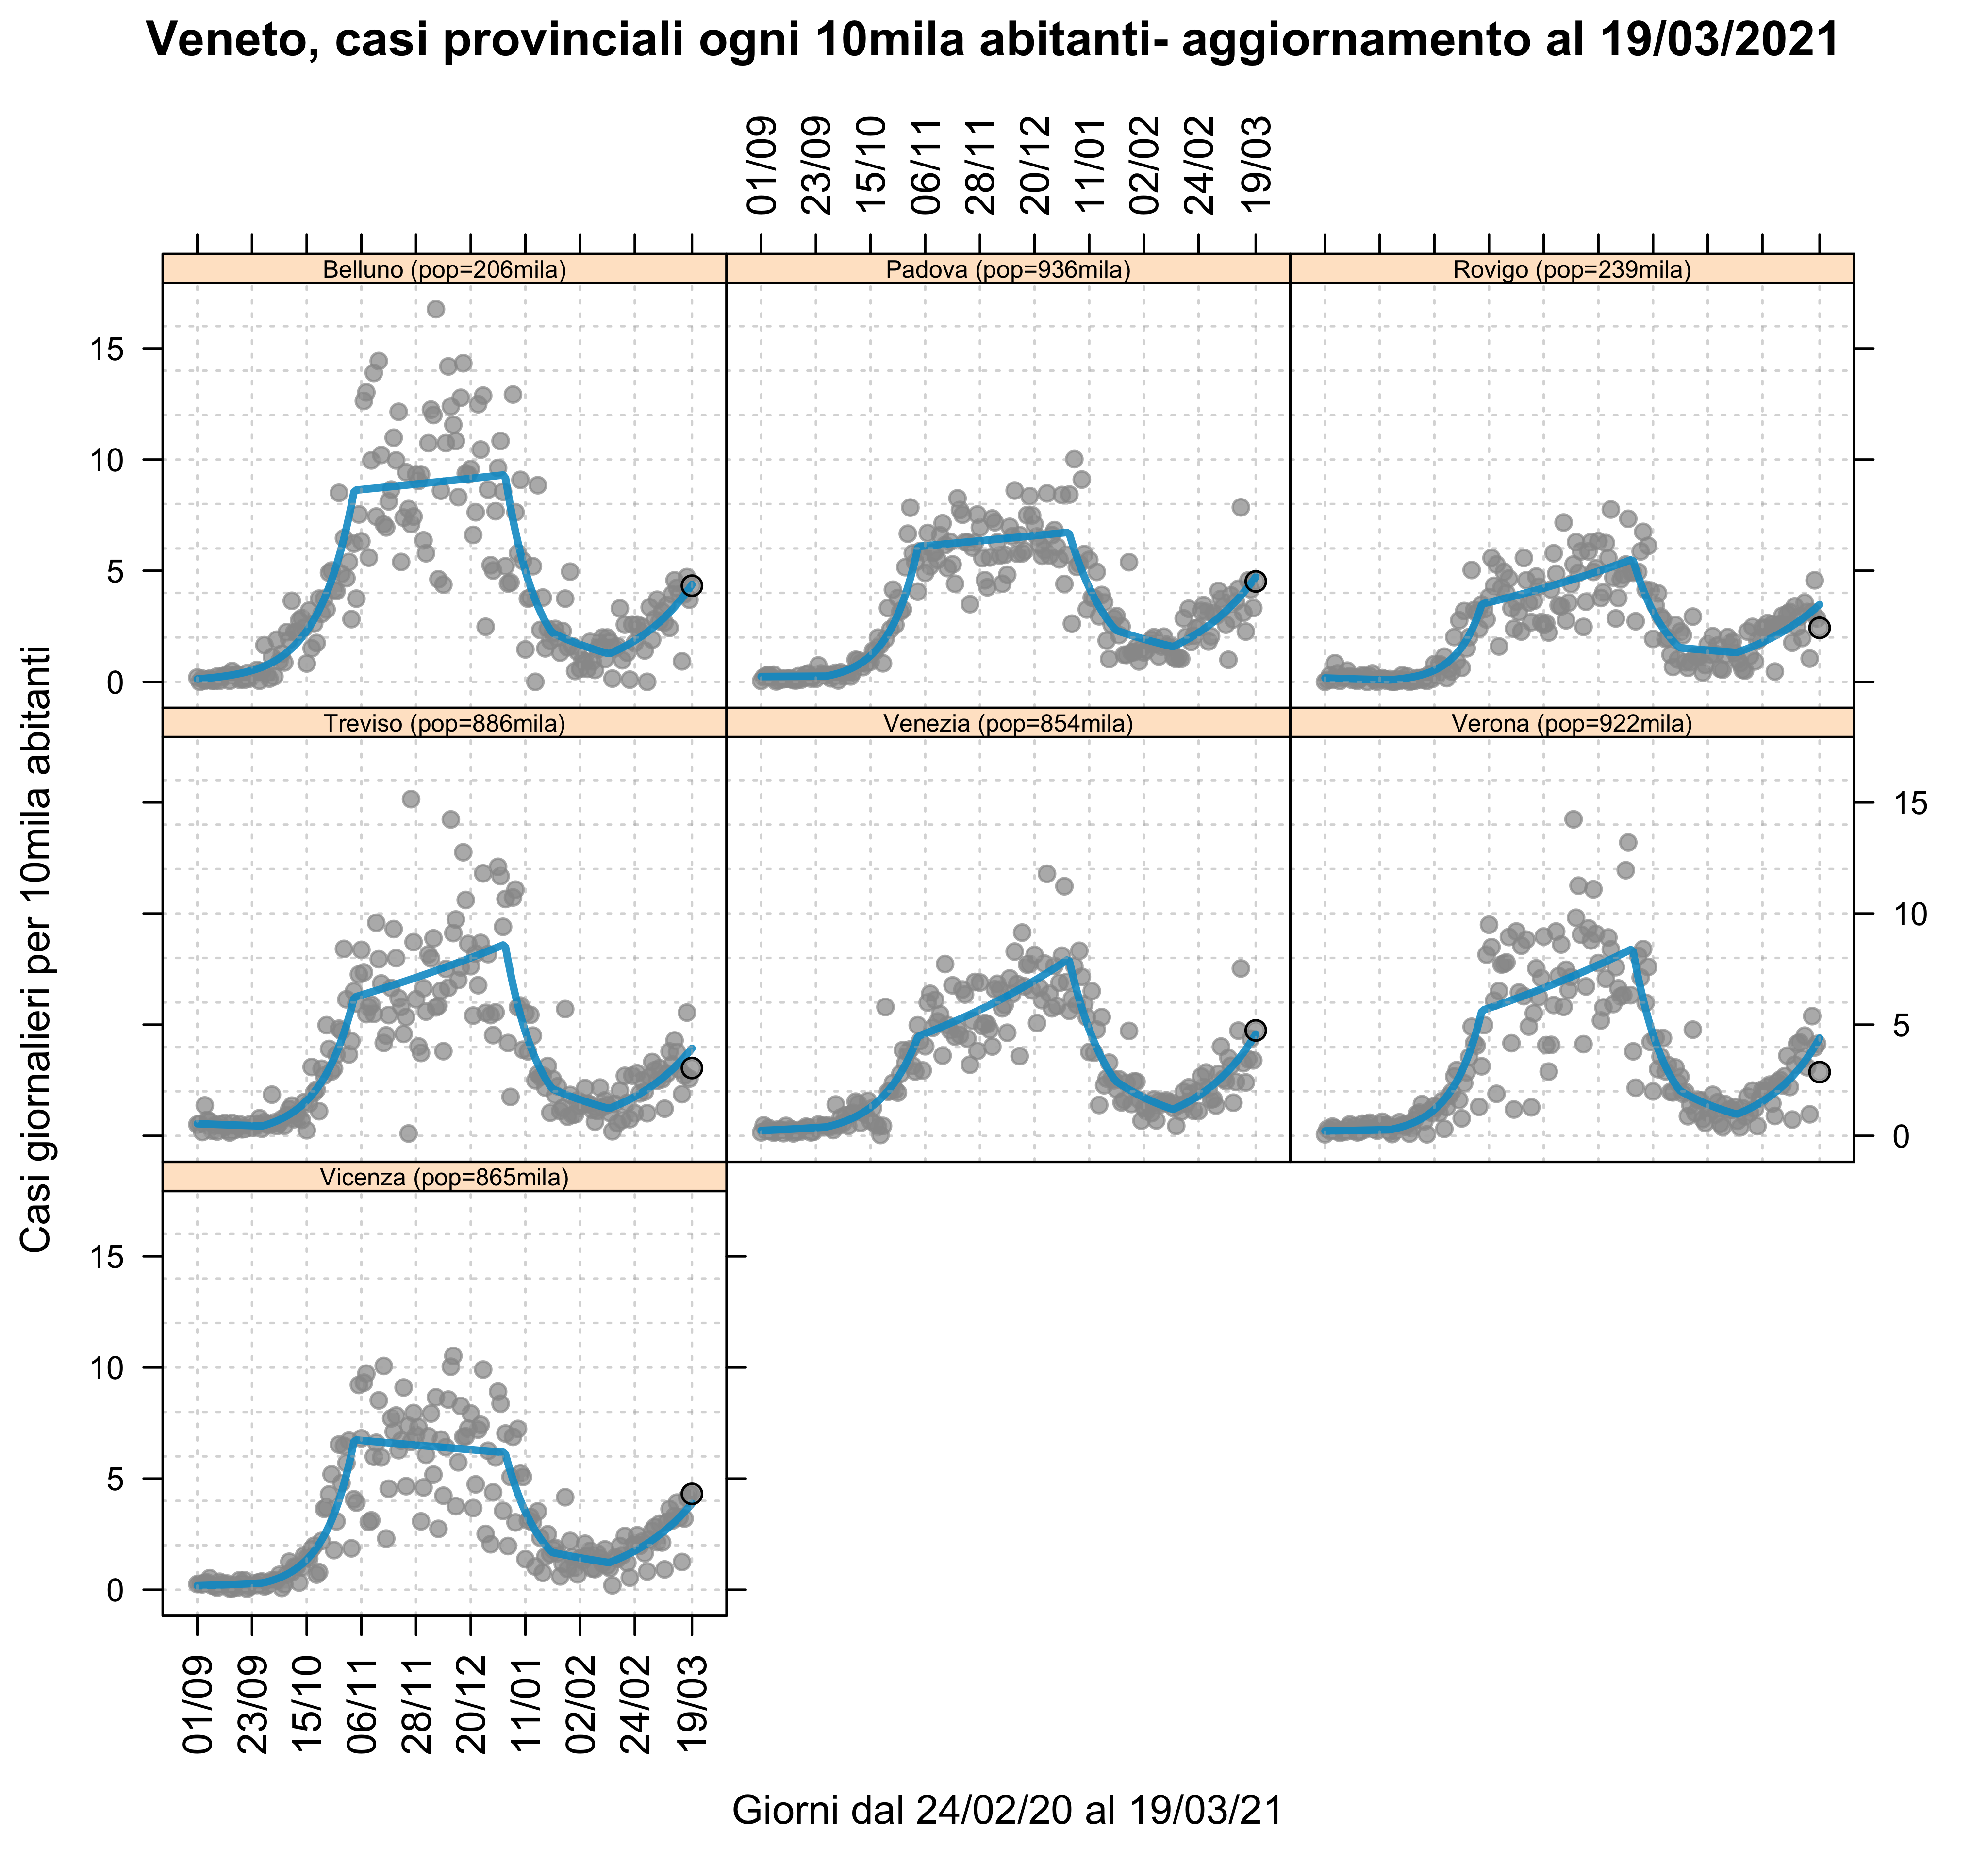 Veneto, casi provinciali ogni 10mila abitanti- aggiornamento al 19/03/2021
01/09 23/09 15/10 06/11 28/11 20/12 11/01 02/02 24/02 19/03
Belluno (pop=206mila) Padova (pop=936mila) Rovigo (pop=239mila)
15
10
5
0
Treviso (pop=886mila) Venezia (pop=854mila) Verona (pop=922mila)
15
10
5
0
Vicenza (pop=865mila)
15
10
5
0
01/09 23/09 15/10 06/11 28/11 20/12 11/01 02/02 24/02 19/03
Casi giornalieri per 10mila abitanti
Giorni dal 24/02/20 al 19/03/21